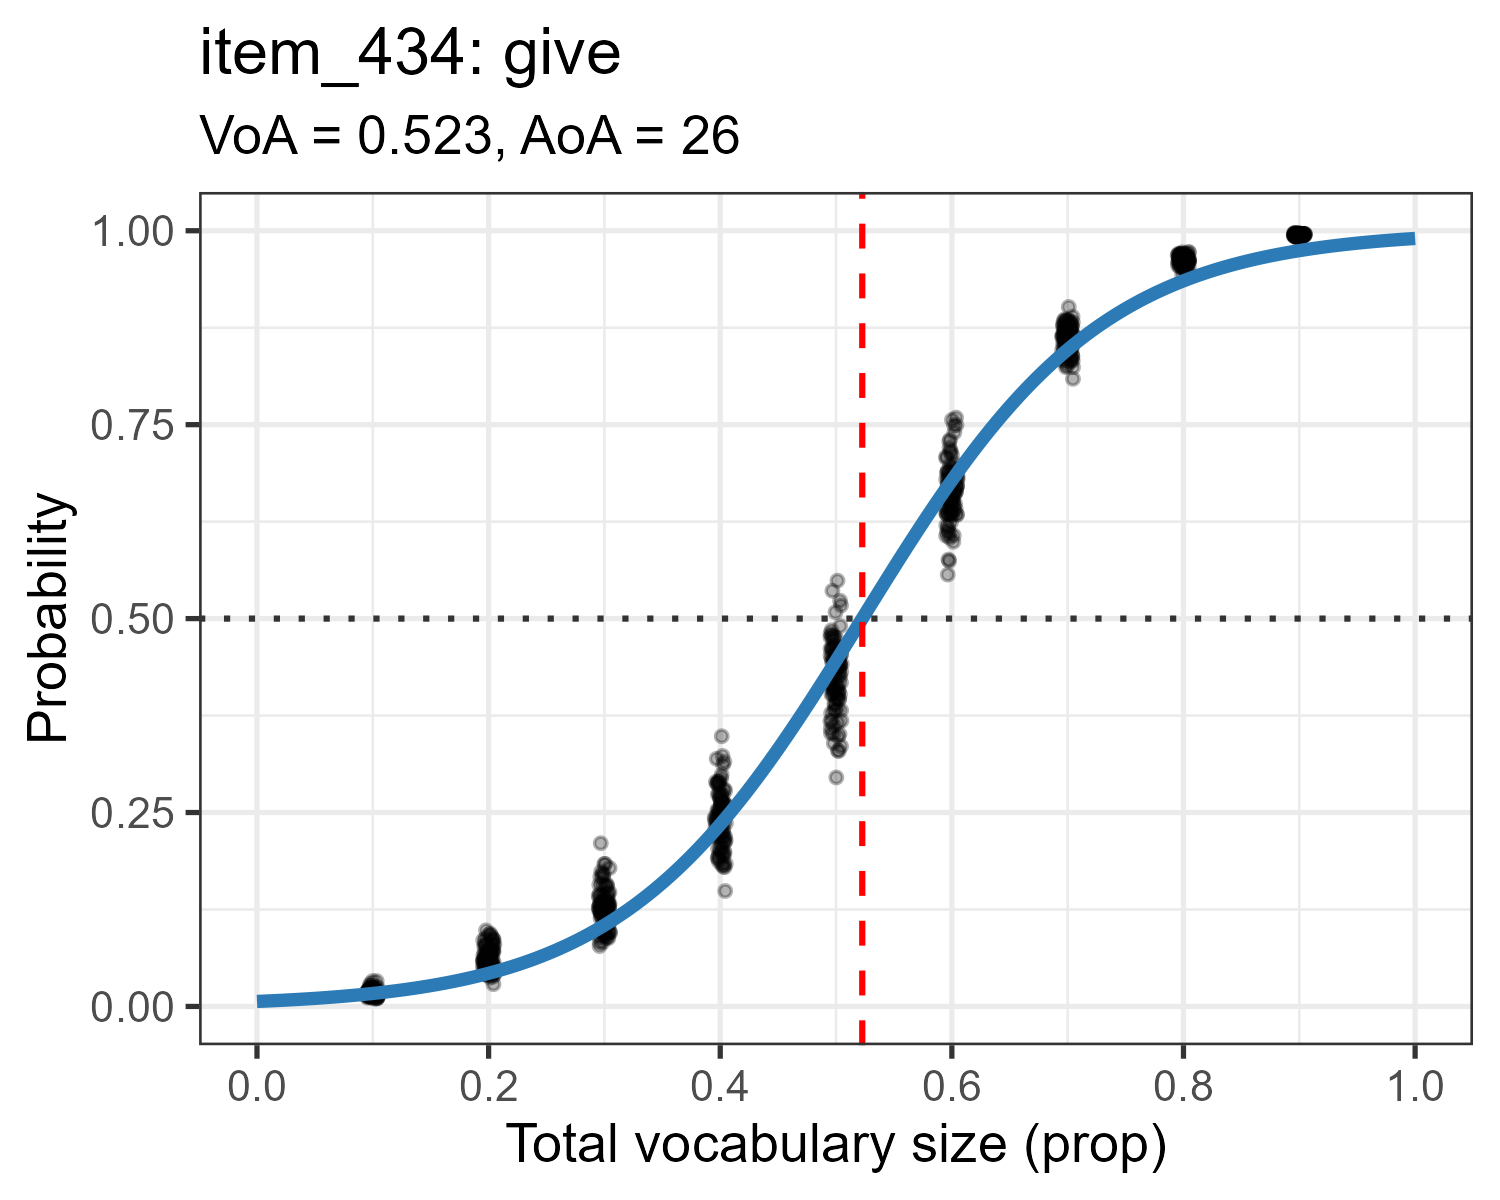 item_434: give
VoA = 0.523, AoA = 26
Probability
1.00
0.75
0.50
0.25
0.00
0.0 0.2 0.4 0.6 0.8 1.0
Total vocabulary size (prop)